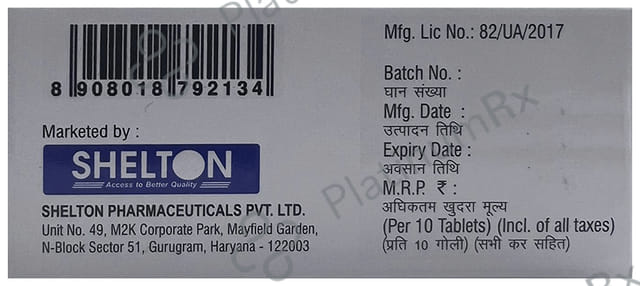 8 908018 792134
Marketed by :
SHELTON
Access to Better Quality
SHELTON PHARMACEUTICALS PVT. LTD.
Unit No. 49, M2K Corporate Park, Mayfield Garden,
N-Block Sector 51, Gurugram, Haryana - 122003
Mfg. Lic No.: 82/UA/2017
Batch No. :
घान संख्या
Mfg. Date :
उत्पादन तिथि
Expiry Date :
अवसान तिथि
M.R.P. ₹ :
अधिकतम खुदरा मूल्य
(Per 10 Tablets) (Incl. of all taxes)
(प्रति 10 गोली) (सभी कर सहित)
PlatinumRx